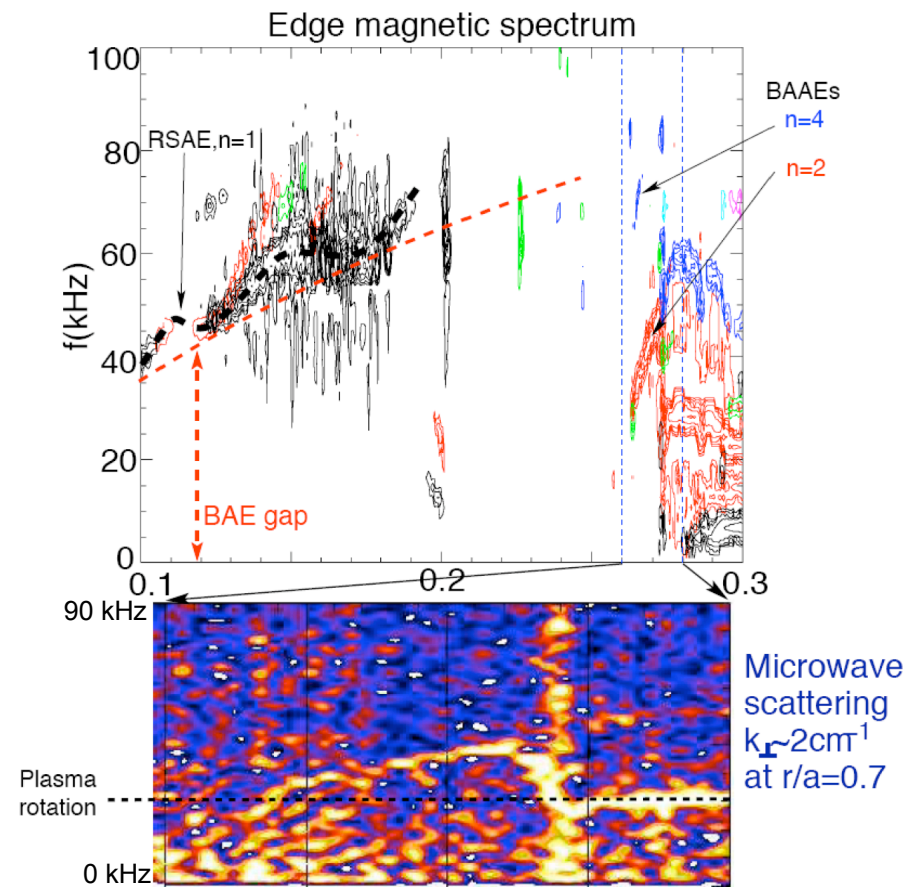 Edge magnetic spectrum
100
80
60
40
20
0
f(kHz)
RSAE,n=1
BAAEs
n=4
n=2
BAE gap
0.1
0.2
0.3
90 kHz
Plasma
rotation
0 kHz
Microwave
scattering
k⊥~2cm⁻¹
at r/a=0.7